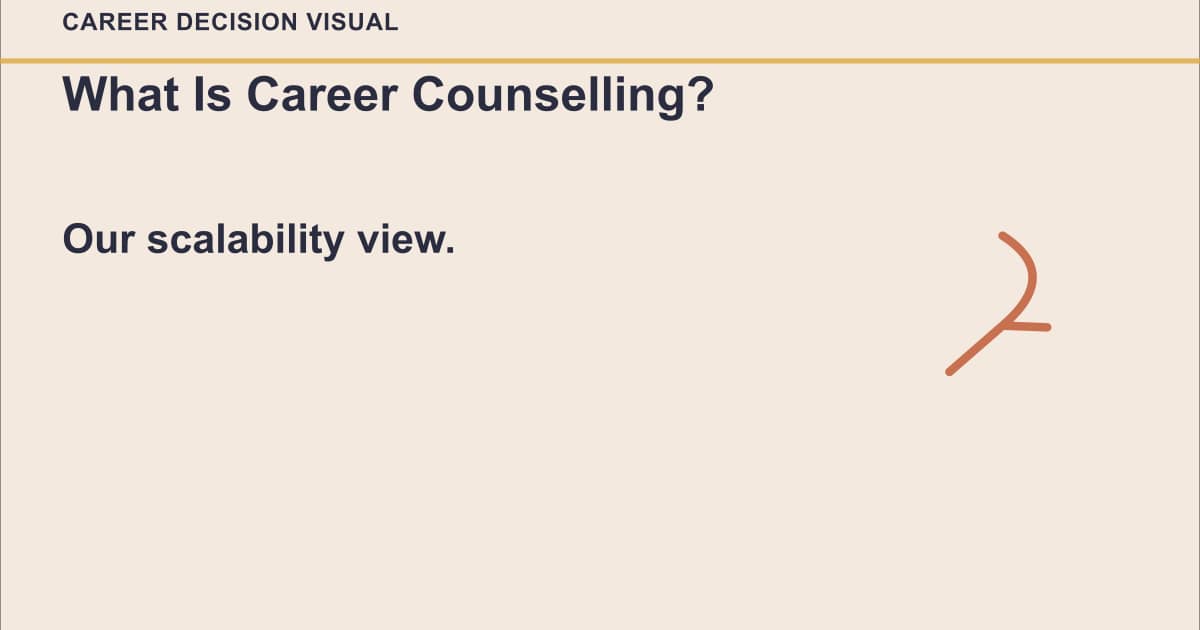 CAREER DECISION VISUAL
What Is Career Counselling?
Our scalability view.